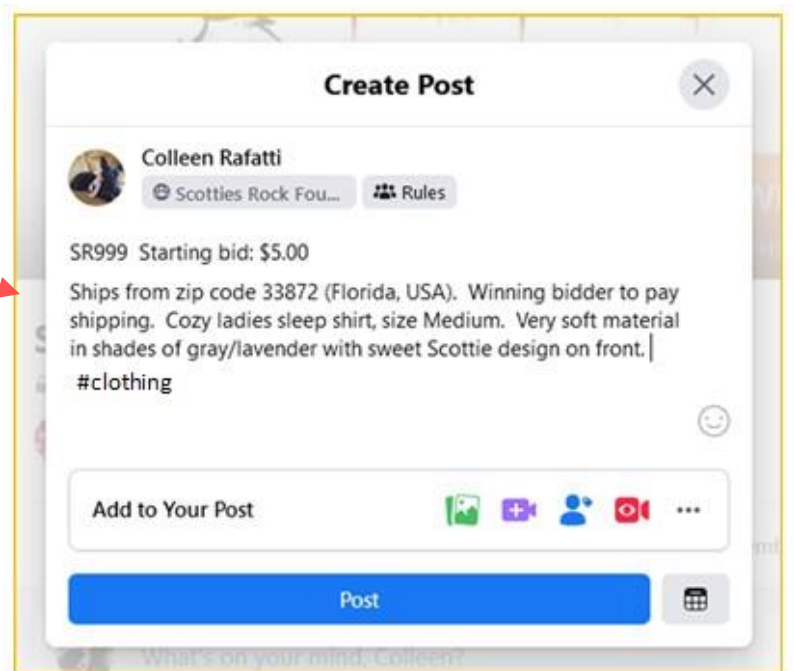 Create Post
Colleen Rafatti
Scotties Rock Fou...
Rules
SR999 Starting bid: $5.00
Ships from zip code 33872 (Florida, USA). Winning bidder to pay
shipping. Cozy ladies sleep shirt, size Medium. Very soft material
in shades of gray/lavender with sweet Scottie design on front.
#clothing
Add to Your Post
Post
What's on your mind, Colleen?